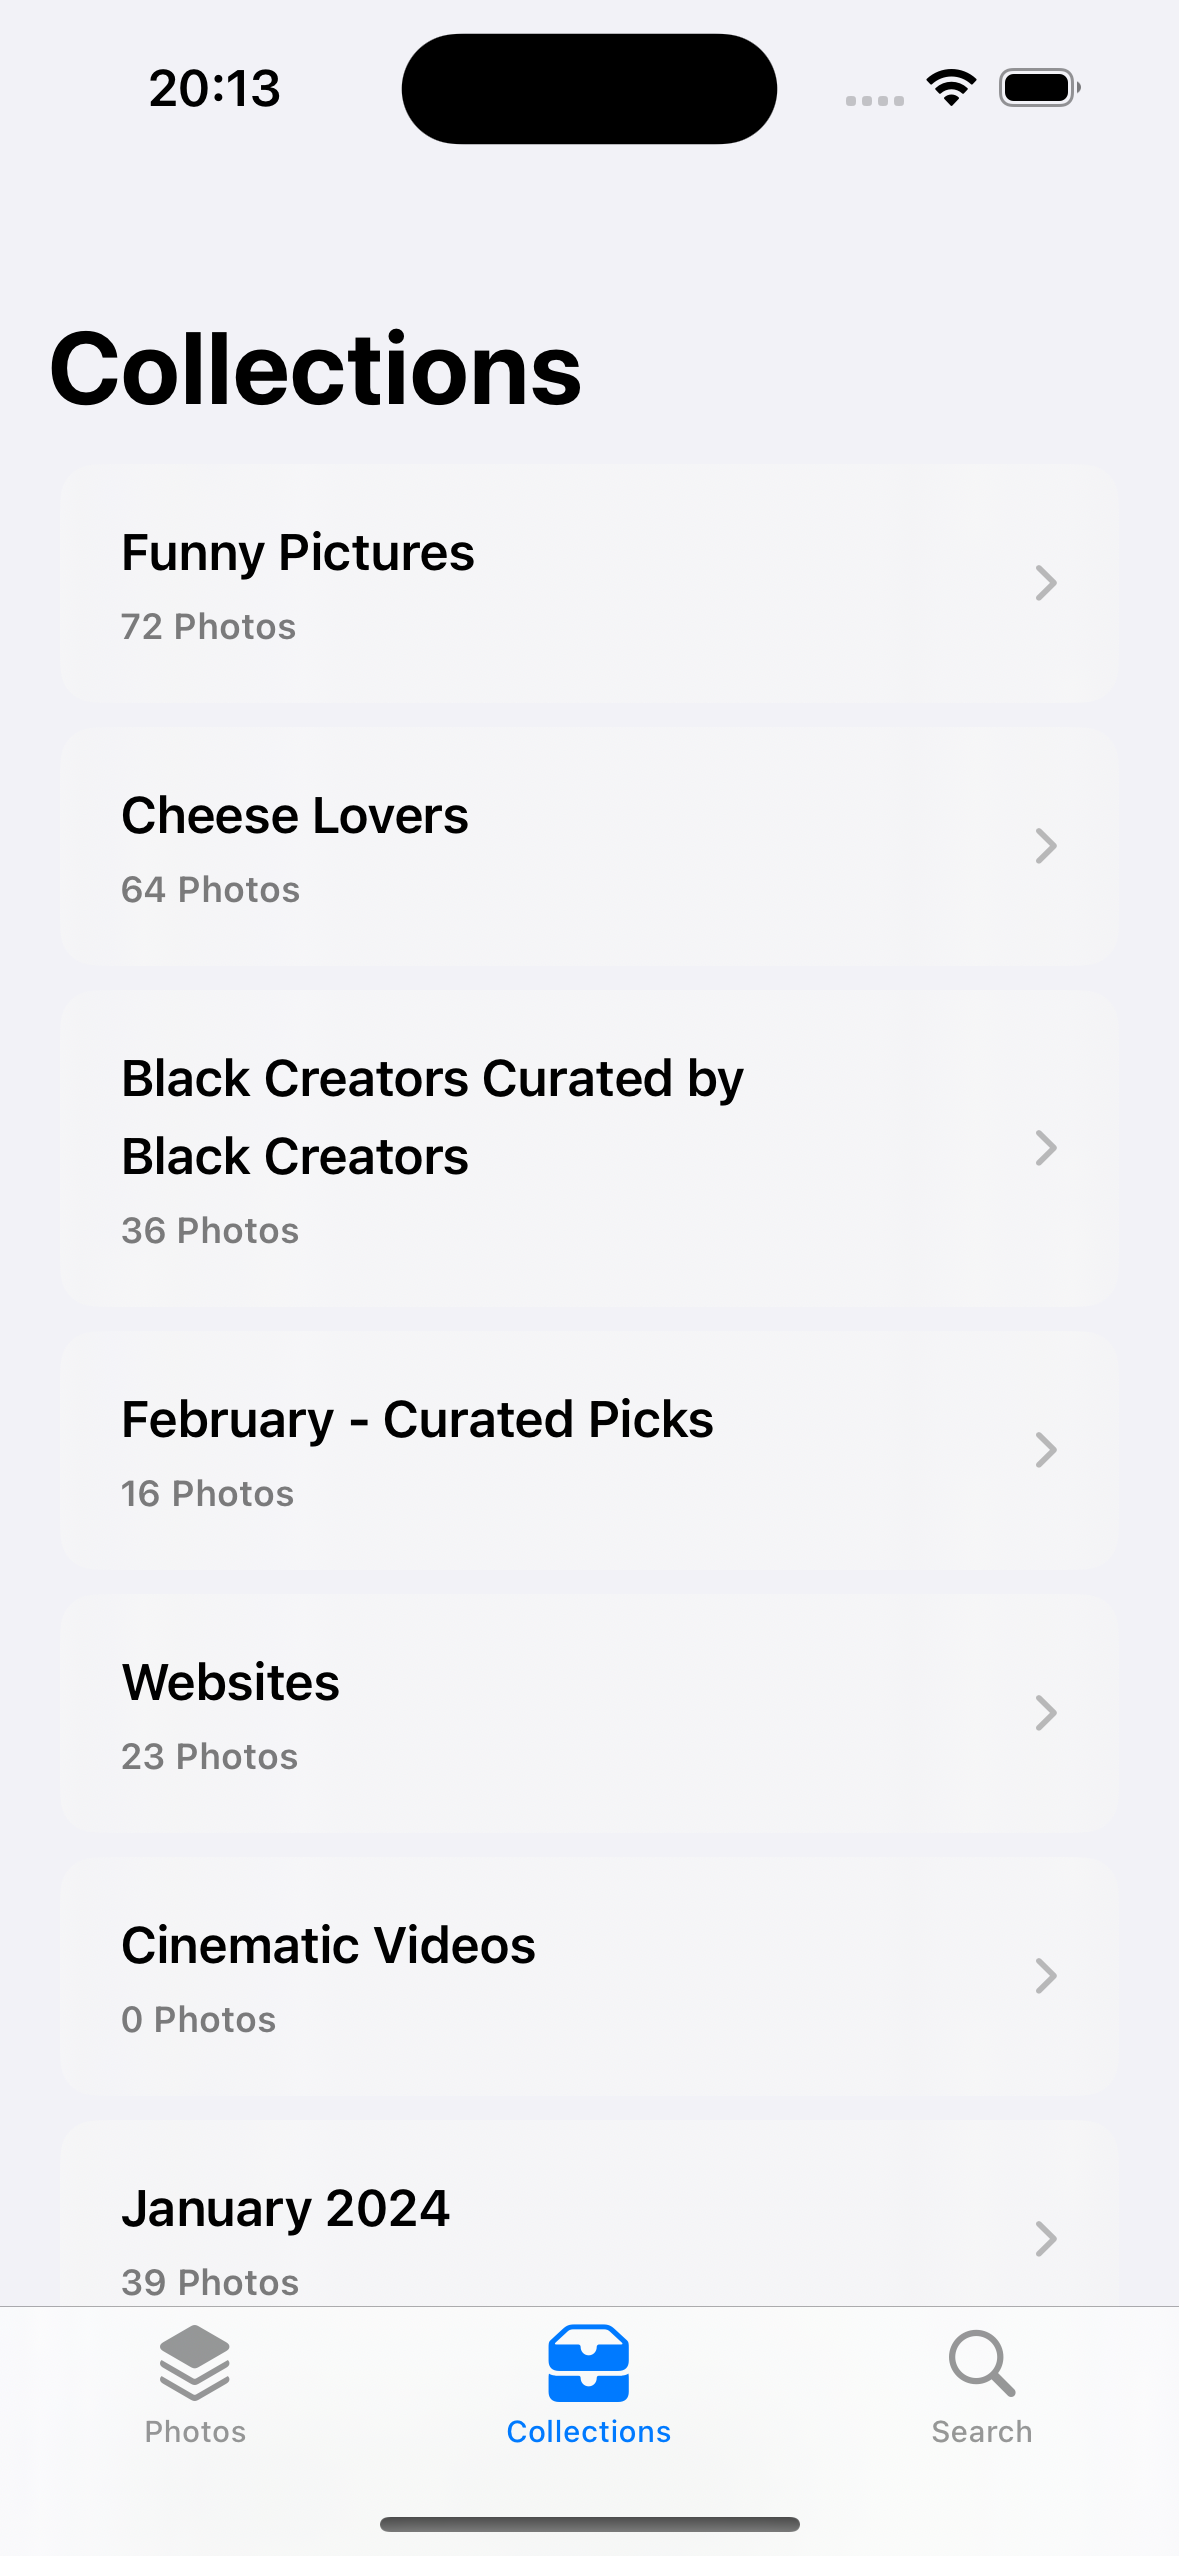 20:13
Collections
Funny Pictures
72 Photos
Cheese Lovers
64 Photos
Black Creators Curated by
Black Creators
36 Photos
February - Curated Picks
16 Photos
Websites
23 Photos
Cinematic Videos
0 Photos
January 2024
39 Photos
Photos
Collections
Search